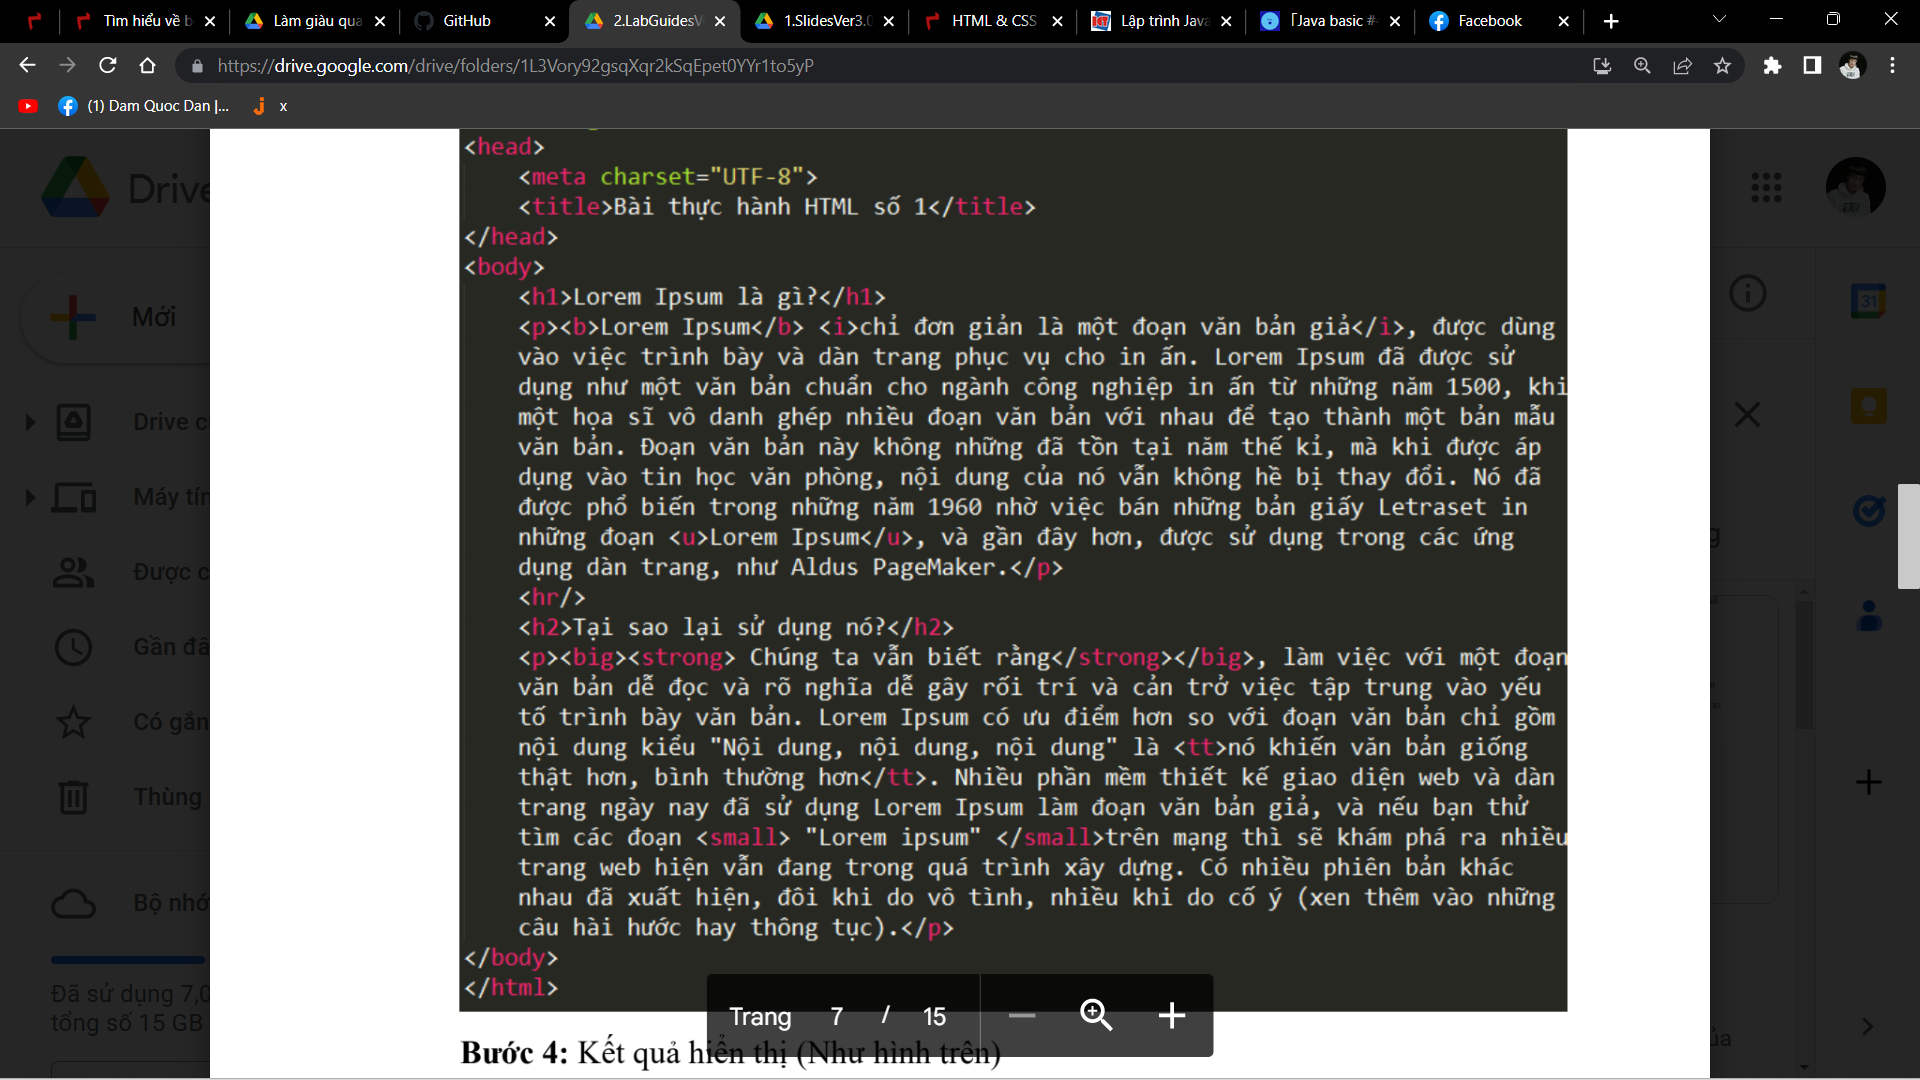 Tìm hiểu về b
Làm giàu qua
GitHub
2.LabGuidesV
1.SlidesVer3.0
HTML & CSS
Lập trình Java
「Java basic #
Facebook
https://drive.google.com/drive/folders/1L3Vory92gsqXqr2kSqEpet0YYr1to5yP
(1) Dam Quoc Dan |...
x
Drive
Mới
Drive c
Máy tín
Được c
Gần đâ
Có gắn
Thùng
Bộ nhớ
Đã sử dụng 7,0
tổng số 15 GB
31
<head>
<meta charset="UTF-8">
<title>Bài thực hành HTML số 1</title>
</head>
<body>
<h1>Lorem Ipsum là gì?</h1>
<p><b>Lorem Ipsum</b> <i>chỉ đơn giản là một đoạn văn bản giả</i>, được dùng
vào việc trình bày và dàn trang phục vụ cho in ấn. Lorem Ipsum đã được sử
dụng như một văn bản chuẩn cho ngành công nghiệp in ấn từ những năm 1500, khi
một họa sĩ vô danh ghép nhiều đoạn văn bản với nhau để tạo thành một bản mẫu
văn bản. Đoạn văn bản này không những đã tồn tại năm thế kỉ, mà khi được áp
dụng vào tin học văn phòng, nội dung của nó vẫn không hề bị thay đổi. Nó đã
được phổ biến trong những năm 1960 nhờ việc bán những bản giấy Letraset in
những đoạn <u>Lorem Ipsum</u>, và gần đây hơn, được sử dụng trong các ứng
dụng dàn trang, như Aldus PageMaker.</p>
<hr/>
<h2>Tại sao lại sử dụng nó?</h2>
<p><big><strong> Chúng ta vẫn biết rằng</strong></big>, làm việc với một đoạn
văn bản dễ đọc và rõ nghĩa dễ gây rối trí và cản trở việc tập trung vào yếu
tố trình bày văn bản. Lorem Ipsum có ưu điểm hơn so với đoạn văn bản chỉ gồm
nội dung kiểu "Nội dung, nội dung, nội dung" là <tt>nó khiến văn bản giống
thật hơn, bình thường hơn</tt>. Nhiều phần mềm thiết kế giao diện web và dàn
trang ngày nay đã sử dụng Lorem Ipsum làm đoạn văn bản giả, và nếu bạn thử
tìm các đoạn <small> "Lorem ipsum" </small>trên mạng thì sẽ khám phá ra nhiều
trang web hiện vẫn đang trong quá trình xây dựng. Có nhiều phiên bản khác
nhau đã xuất hiện, đôi khi do vô tình, nhiều khi do cố ý (xen thêm vào những
câu hài hước hay thông tục).</p>
</body>
</html>
Trang 7 / 15
Bước 4: Kết quả hiển thị (Như hình trên)